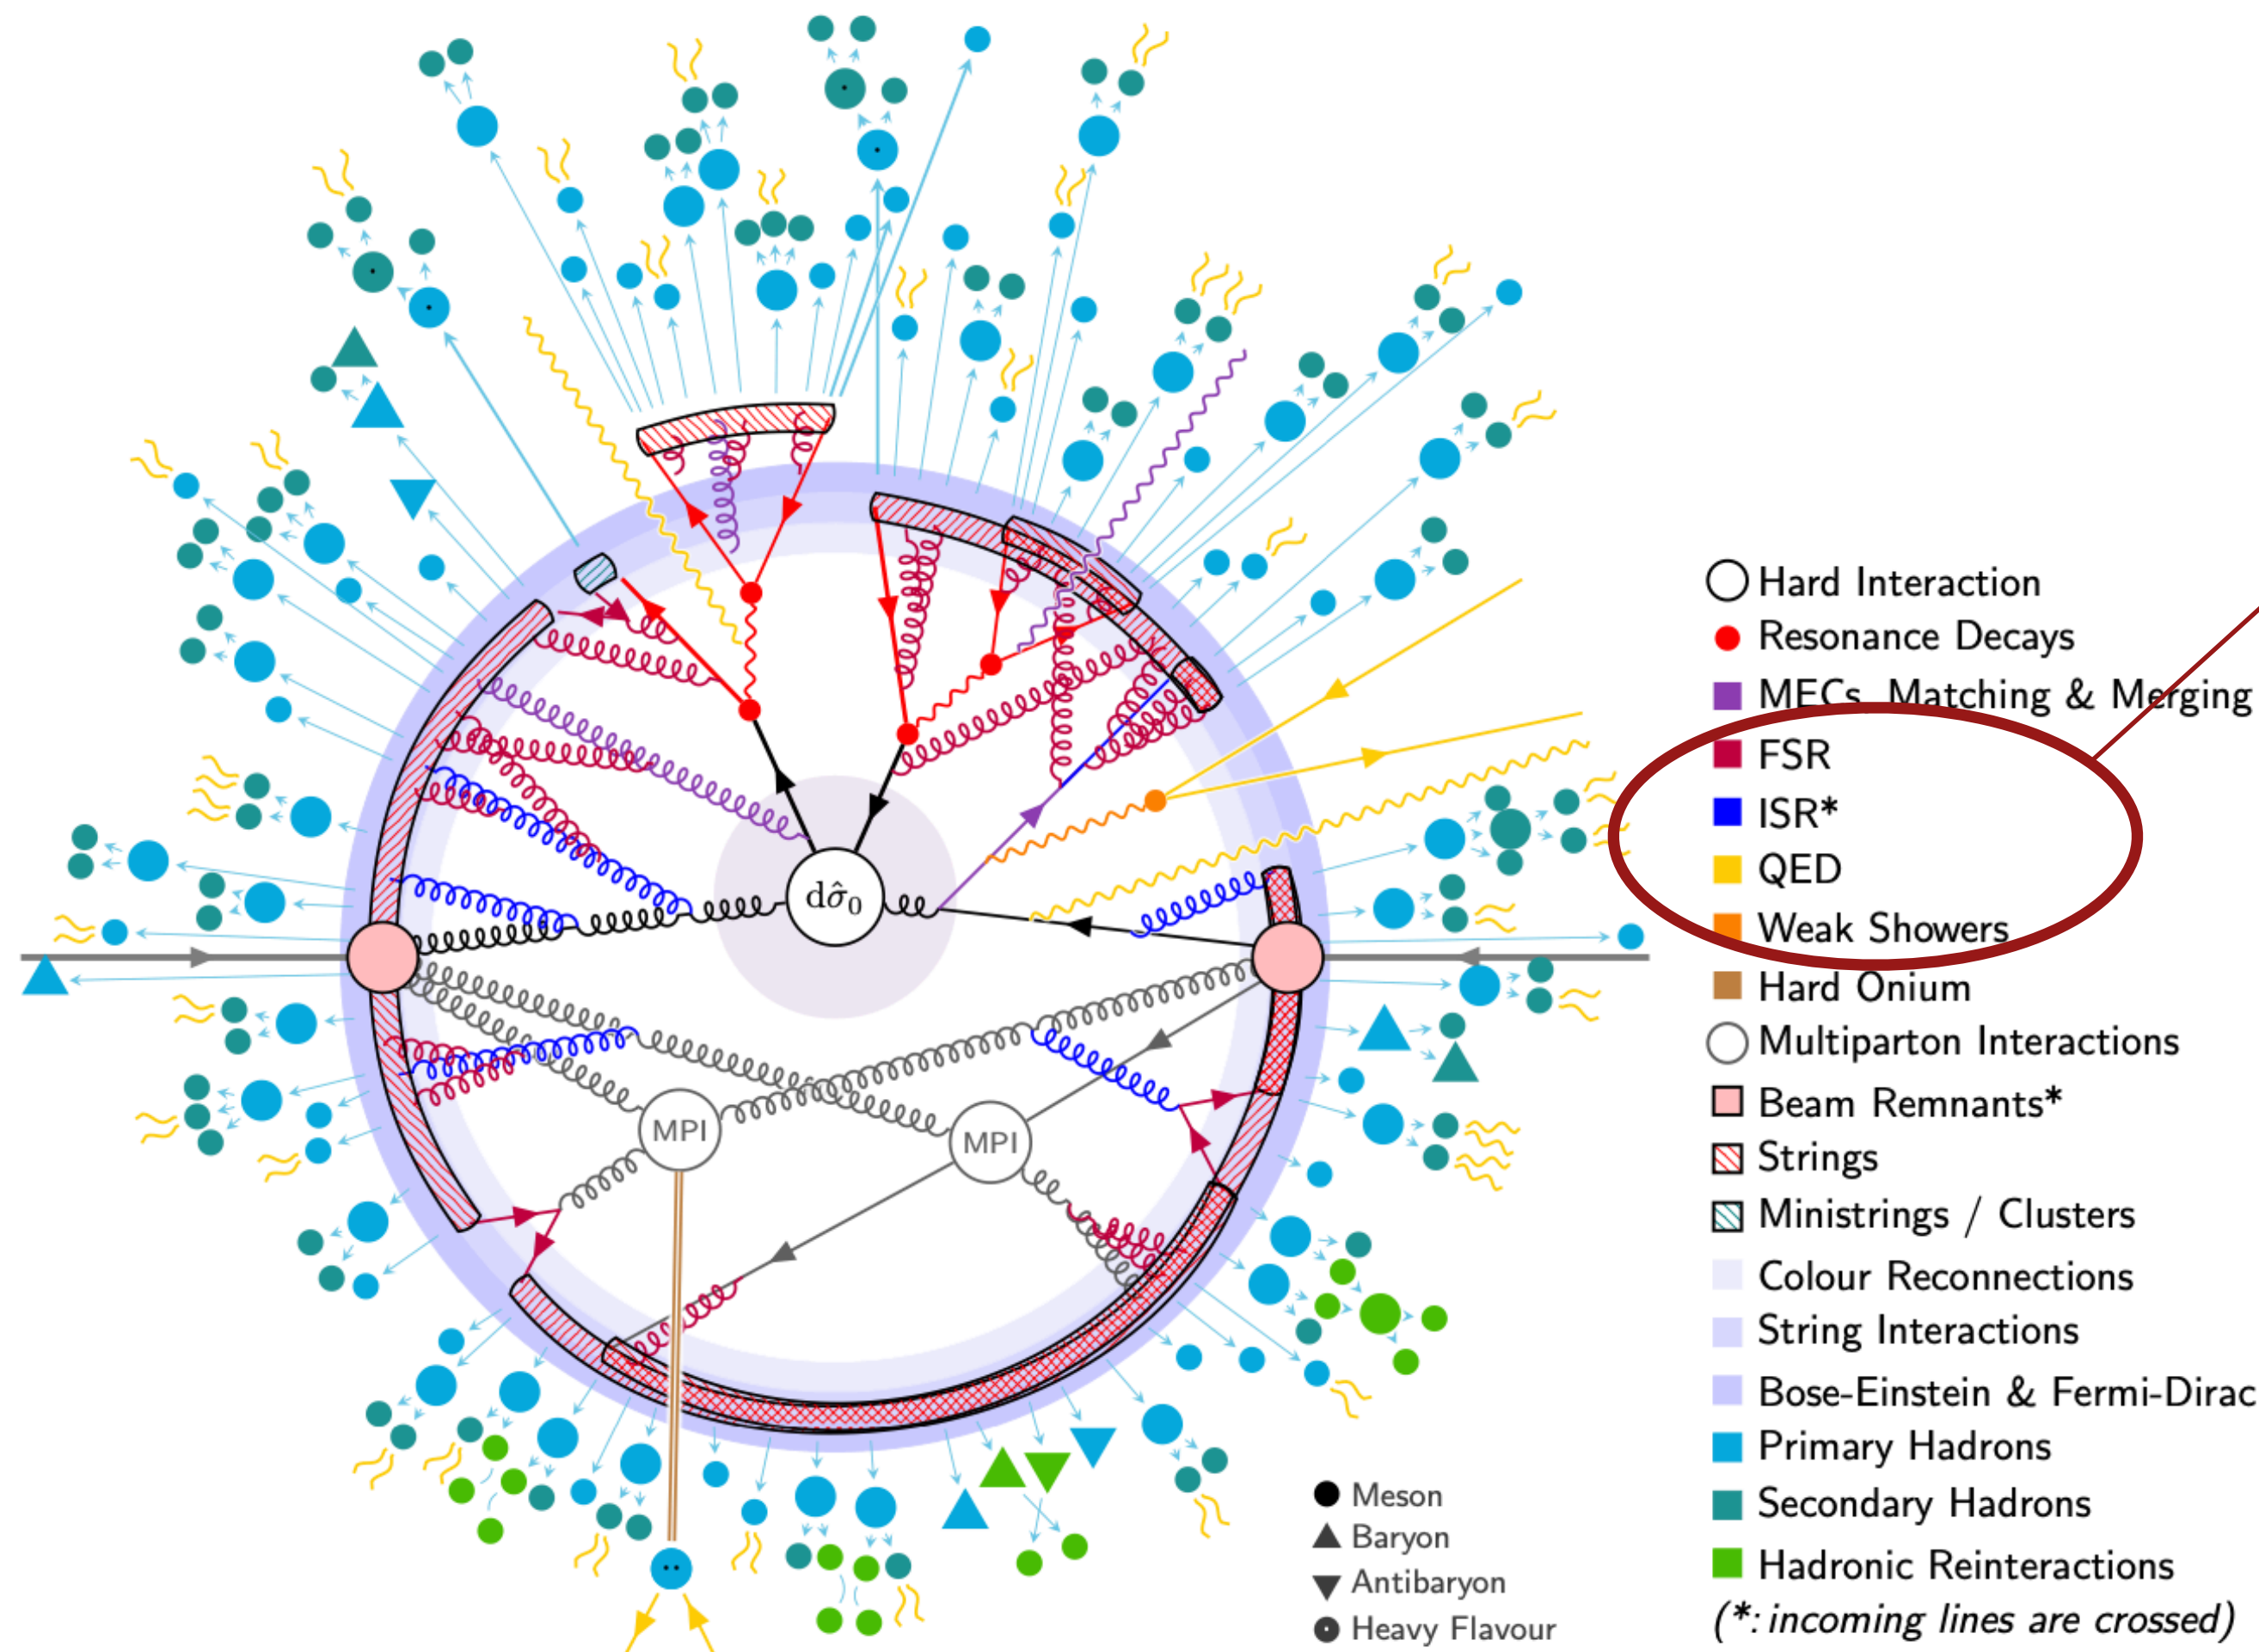 dσ̂₀
MPI
MPI
Hard Interaction
Resonance Decays
MECs, Matching & Merging
FSR
ISR*
QED
Weak Showers
Hard Onium
Multiparton Interactions
Beam Remnants*
Strings
Ministrings / Clusters
Colour Reconnections
String Interactions
Bose-Einstein & Fermi-Dirac
Primary Hadrons
Secondary Hadrons
Hadronic Reinteractions
(*: incoming lines are crossed)
Meson
Baryon
Antibaryon
Heavy Flavour